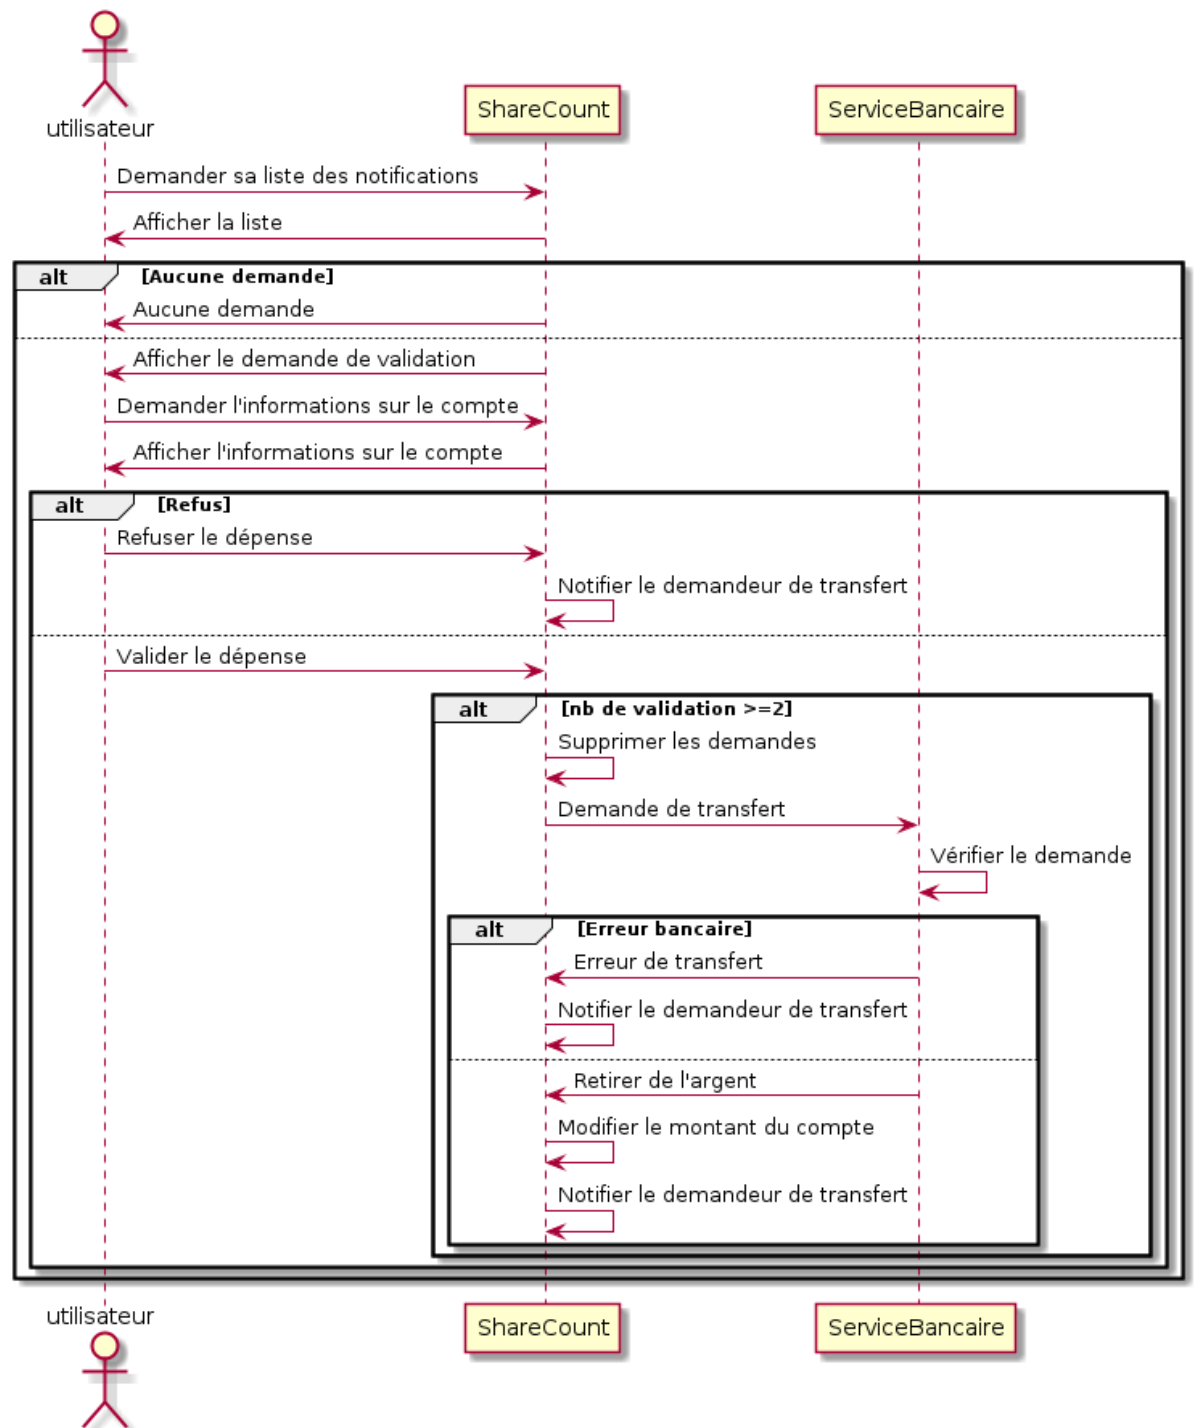 utilisateur
ShareCount
ServiceBancaire
Demander sa liste des notifications
Afficher la liste
alt
[Aucune demande]
Aucune demande
Afficher le demande de validation
Demander l'informations sur le compte
Afficher l'informations sur le compte
alt
[Refus]
Refuser le dépense
Notifier le demandeur de transfert
Valider le dépense
alt
[nb de validation >=2]
Supprimer les demandes
Demande de transfert
Vérifier le demande
alt
[Erreur bancaire]
Erreur de transfert
Notifier le demandeur de transfert
Retirer de l'argent
Modifier le montant du compte
Notifier le demandeur de transfert
utilisateur
ShareCount
ServiceBancaire